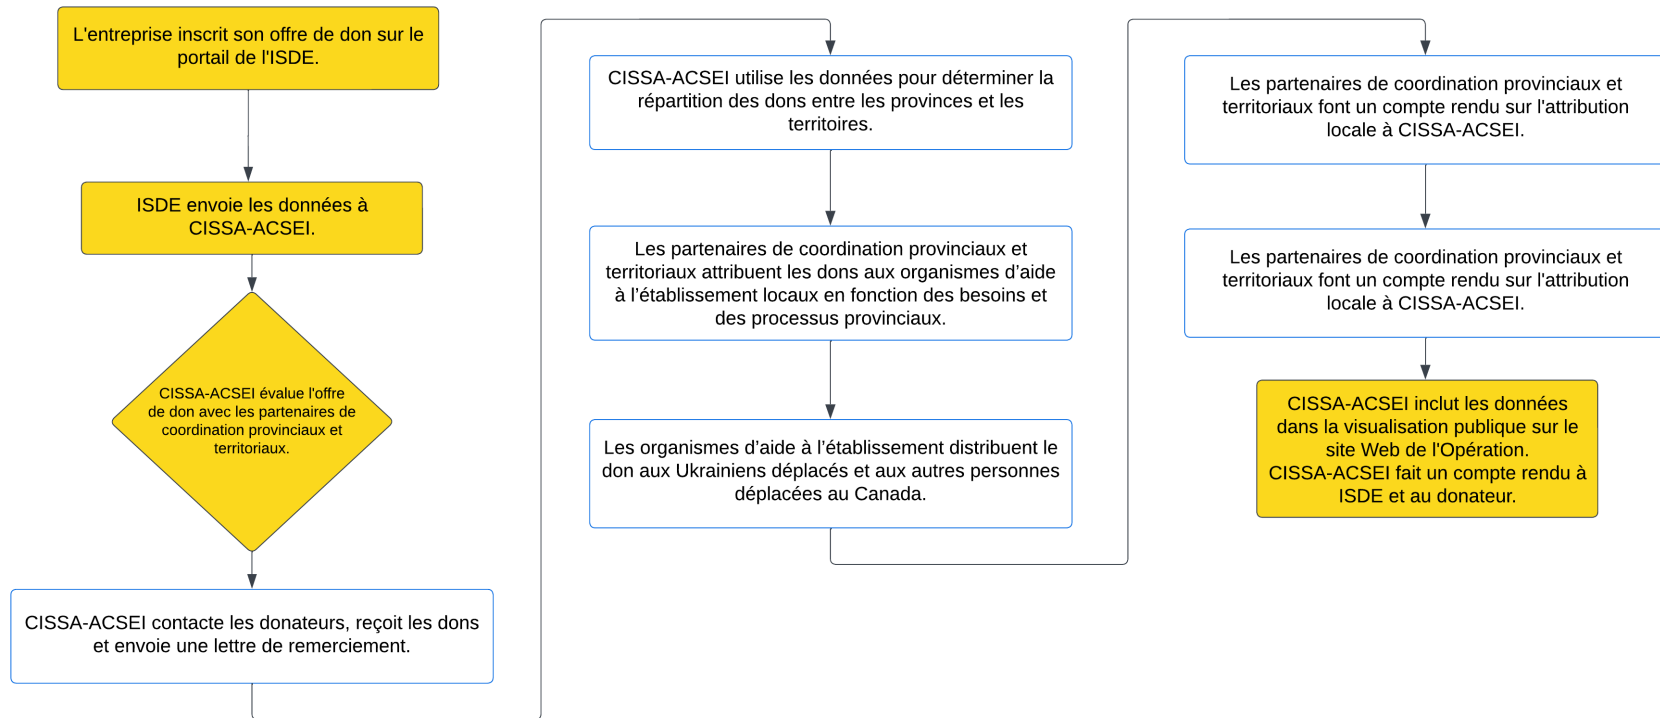 L'entreprise inscrit son offre de don sur le
portail de l'ISDE.
ISDE envoie les données à
CISSA-ACSEI.
CISSA-ACSEI évalue l'offre
de don avec les partenaires de
coordination provinciaux et
territoriaux.
CISSA-ACSEI contacte les donateurs, reçoit les dons
et envoie une lettre de remerciement.
CISSA-ACSEI utilise les données pour déterminer la
répartition des dons entre les provinces et les
territoires.
Les partenaires de coordination provinciaux et
territoriaux attribuent les dons aux organismes d’aide
à l’établissement locaux en fonction des besoins et
des processus provinciaux.
Les organismes d’aide à l’établissement distribuent le
don aux Ukrainiens déplacés et aux autres personnes
déplacées au Canada.
Les partenaires de coordination provinciaux et
territoriaux font un compte rendu sur l'attribution
locale à CISSA-ACSEI.
Les partenaires de coordination provinciaux et
territoriaux font un compte rendu sur l'attribution
locale à CISSA-ACSEI.
CISSA-ACSEI inclut les données
dans la visualisation publique sur le
site Web de l'Opération.
CISSA-ACSEI fait un compte rendu à
ISDE et au donateur.